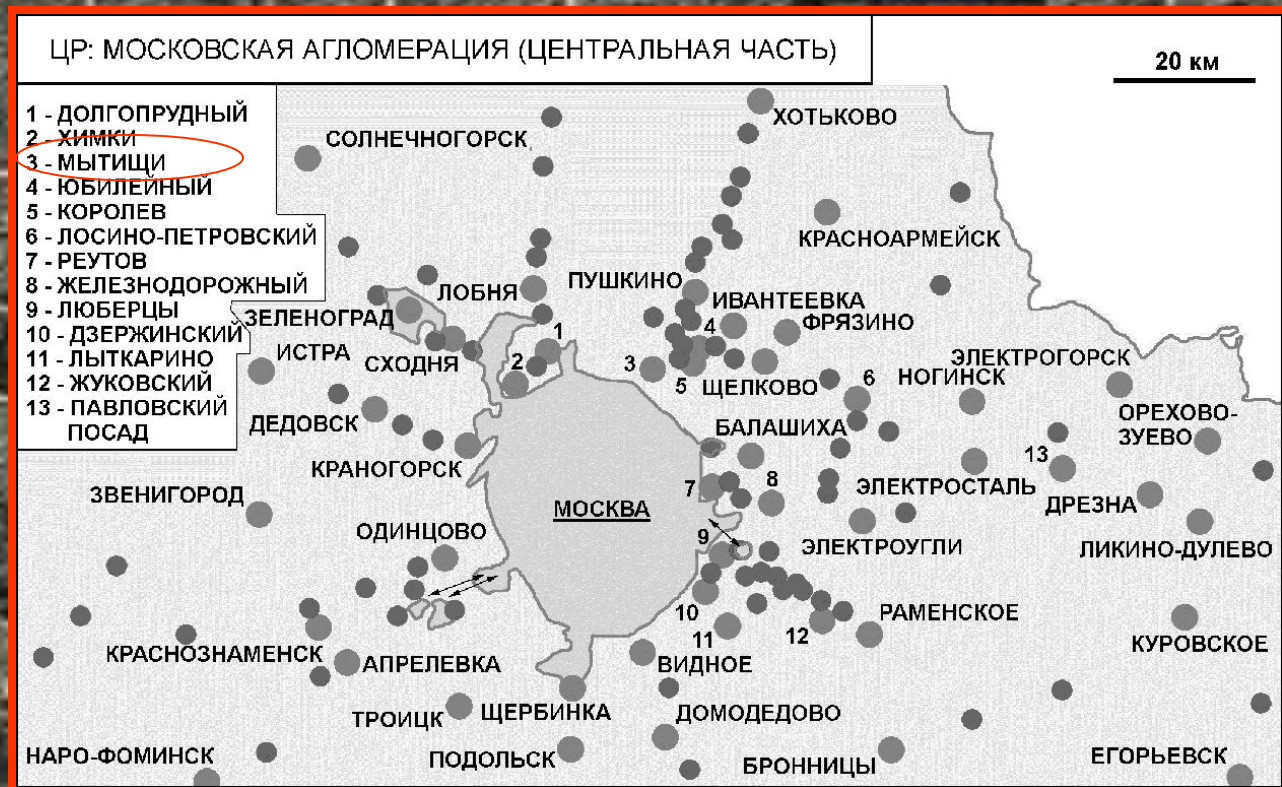 ЦР: МОСКОВСКАЯ АГЛОМЕРАЦИЯ (ЦЕНТРАЛЬНАЯ ЧАСТЬ)
20 км
1 - ДОЛГОПРУДНЫЙ
2 - ХИМКИ
3 - МЫТИЩИ
4 - ЮБИЛЕЙНЫЙ
5 - КОРОЛЕВ
6 - ЛОСИНО-ПЕТРОВСКИЙ
7 - РЕУТОВ
8 - ЖЕЛЕЗНОДОРОЖНЫЙ
9 - ЛЮБЕРЦЫ
10 - ДЗЕРЖИНСКИЙ
11 - ЛЫТКАРИНО
12 - ЖУКОВСКИЙ
13 - ПАВЛОВСКИЙ
ПОСАД
ХОТЬКОВО
СОЛНЕЧНОГОРСК
КРАСНОАРМЕЙСК
ПУШКИНО
ЛОБНЯ
ИВАНТЕЕВКА
ЗЕЛЕНОГРАД
ФРЯЗИНО
1
4
ИСТРА
СХОДНЯ
2
3
5
ЩЕЛКОВО
6
НОГИНСК
ЭЛЕКТРОГОРСК
ДЕДОВСК
БАЛАШИХА
ОРЕХОВО-
ЗУЕВО
КРАНОГОРСК
13
ЗВЕНИГОРОД
7
8
ЭЛЕКТРОСТАЛЬ
ДРЕЗНА
МОСКВА
ОДИНЦОВО
9
ЭЛЕКТРОУГЛИ
ЛИКИНО-ДУЛЕВО
10
11
12
РАМЕНСКОЕ
КУРОВСКОЕ
КРАСНОЗНАМЕНСК
АПРЕЛЕВКА
ВИДНОЕ
ТРОИЦК
ЩЕРБИНКА
ДОМОДЕДОВО
НАРО-ФОМИНСК
ПОДОЛЬСК
БРОННИЦЫ
ЕГОРЬЕВСК